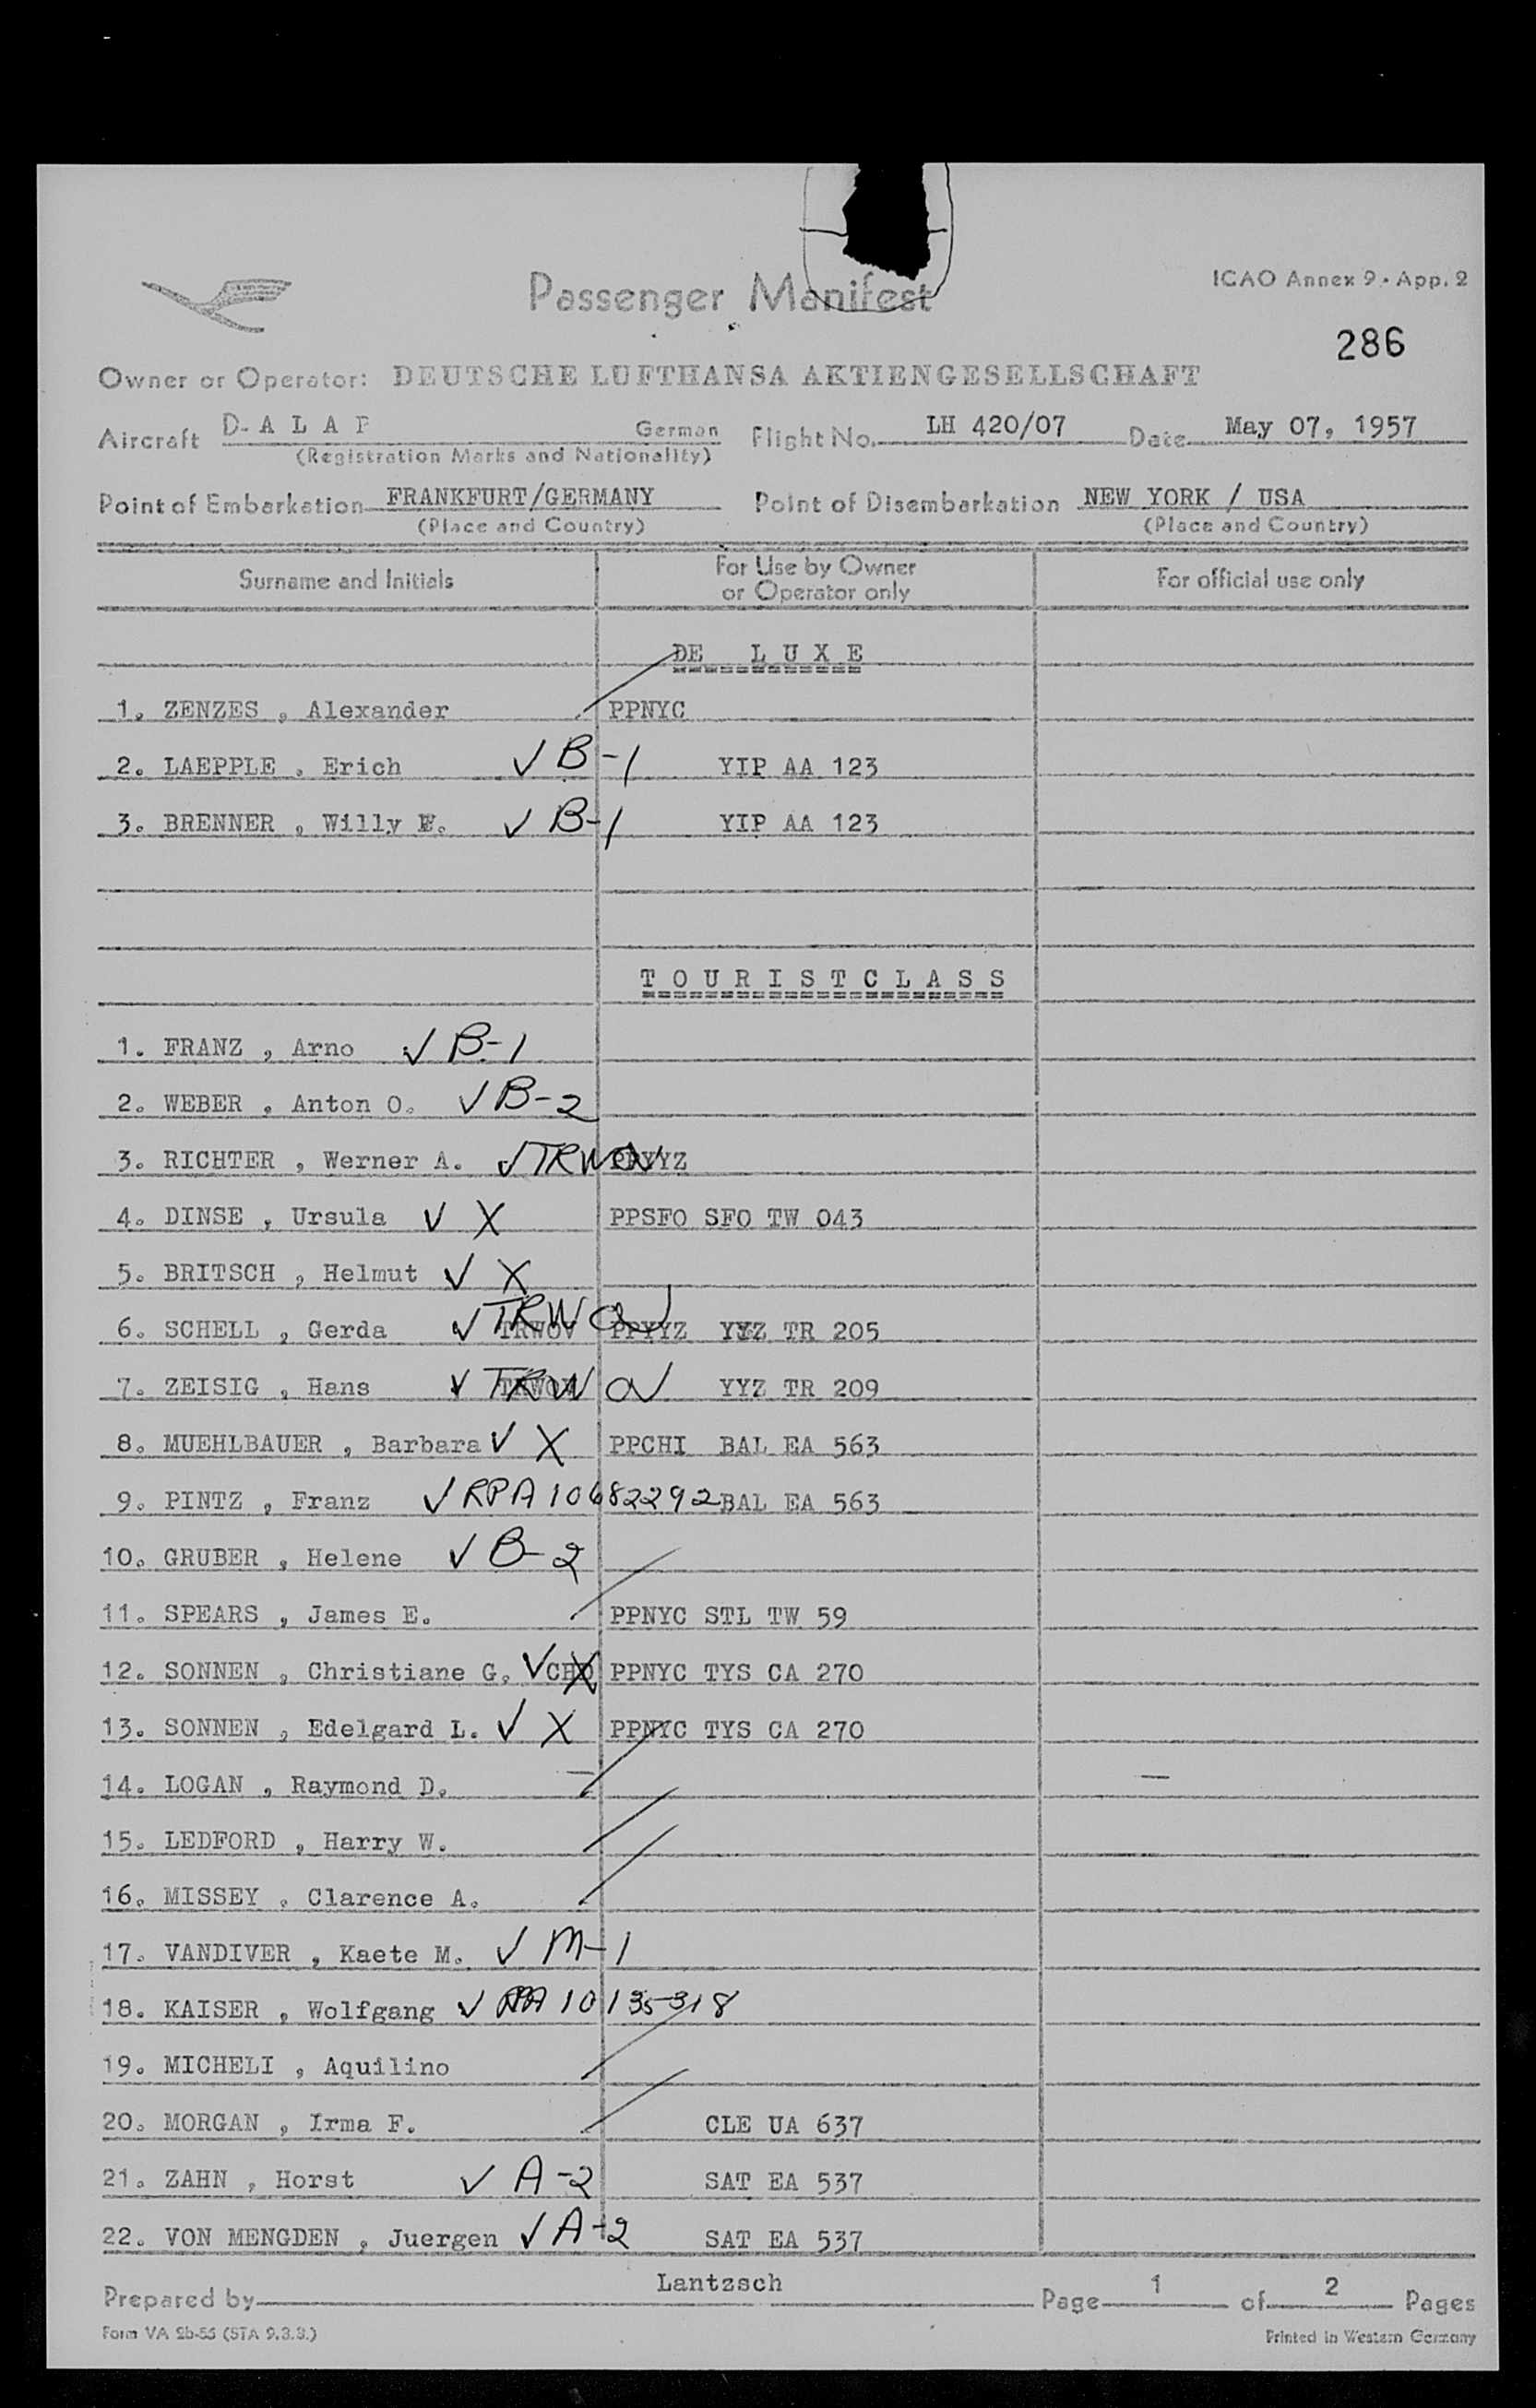 Passenger Manifest
ICAO Annex 9 · App. 2
286
Owner or Operator: DEUTSCHE LUFTHANSA AKTIENGESELLSCHAFT
Aircraft D-A L A P German Flight No. LH 420/07 Date May 07, 1957
(Registration Marks and Nationality)
Point of Embarkation FRANKFURT/GERMANY Point of Disembarkation NEW YORK / USA
(Place and Country) (Place and Country)
Surname and Initials For Use by Owner or Operator only For official use only
DE L U X E
1. ZENZES , Alexander PPNYC
2. LAEPPLE , Erich ✓ B-1 YIP AA 123
3. BRENNER , Willy E. ✓ B-1 YIP AA 123
T O U R I S T C L A S S
1. FRANZ , Arno ✓ B-1
2. WEBER , Anton O. ✓ B-2
3. RICHTER , Werner A. ✓ TRWOV PPYYZ
4. DINSE , Ursula ✓ X PPSFO SFO TW 043
5. BRITSCH , Helmut ✓ X
6. SCHELL , Gerda ✓ TRWOV TRWOV PPYYZ YYZ TR 205
7. ZEISIG , Hans ✓ TRWOV TRWOV YYZ TR 209
8. MUEHLBAUER , Barbara ✓ X PPCHI BAL EA 563
9. PINTZ , Franz ✓ RPA 10682292 BAL EA 563
10. GRUBER , Helene ✓ B-2
11. SPEARS , James E. PPNYC STL TW 59
12. SONNEN , Christiane G. ✓ CHD X PPNYC TYS CA 270
13. SONNEN , Edelgard L. ✓ X PPNYC TYS CA 270
14. LOGAN , Raymond D.
15. LEDFORD , Harry W.
16. MISSEY , Clarence A.
17. VANDIVER , Kaete M. ✓ M-1
18. KAISER , Wolfgang ✓ RPA 10135318
19. MICHELI , Aquilino
20. MORGAN , Irma F. CLE UA 637
21. ZAHN , Horst ✓ A-2 SAT EA 537
22. VON MENGDEN , Juergen ✓ A-2 SAT EA 537
Prepared by Lantzsch Page 1 of 2 Pages
Form VA 2b-55 (STA 9.3.3.) Printed in Western Germany